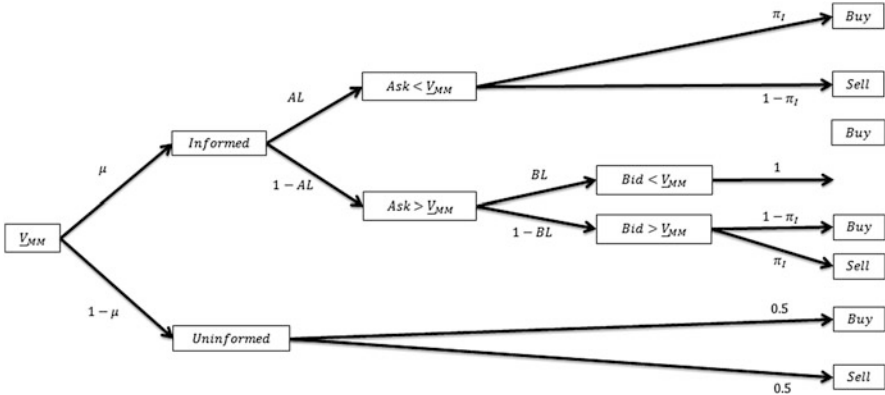 π_I
Buy
AL
Ask < V_MM
Sell
1 − π_I
μ
Informed
Buy
1 − AL
BL
Bid < V_MM
1
Ask > V_MM
1 − BL
Bid > V_MM
1 − π_I
Buy
π_I
Sell
V_MM
1 − μ
Uninformed
0.5
Buy
0.5
Sell